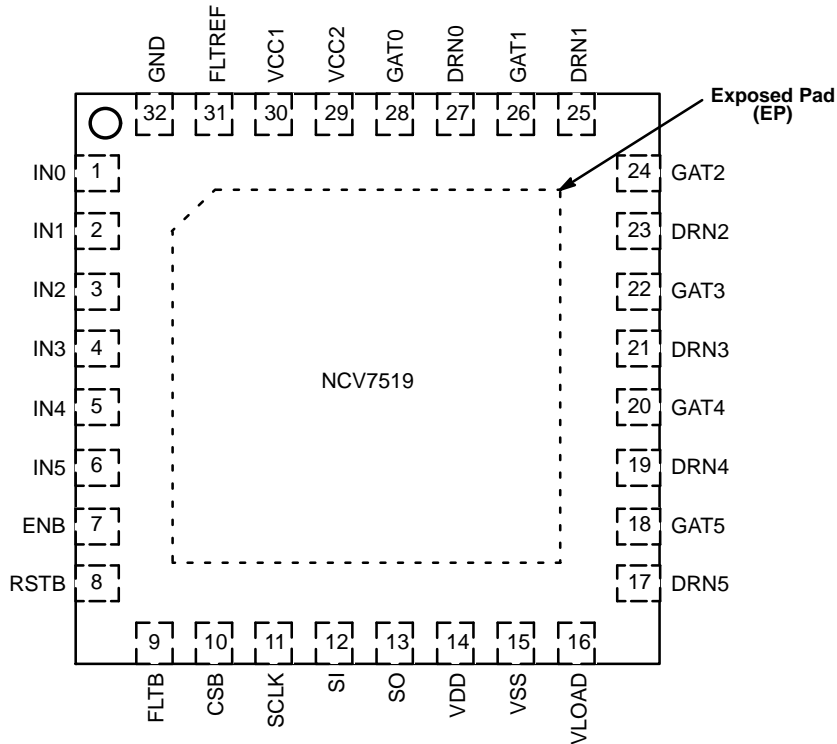 GND
FLTREF
VCC1
VCC2
GAT0
DRN0
GAT1
DRN1
Exposed Pad
(EP)
32
31
30
29
28
27
26
25
IN0 1
24 GAT2
IN1 2
23 DRN2
IN2 3
22 GAT3
IN3 4
21 DRN3
NCV7519
IN4 5
20 GAT4
IN5 6
19 DRN4
ENB 7
18 GAT5
RSTB 8
17 DRN5
9
10
11
12
13
14
15
16
FLTB
CSB
SCLK
SI
SO
VDD
VSS
VLOAD